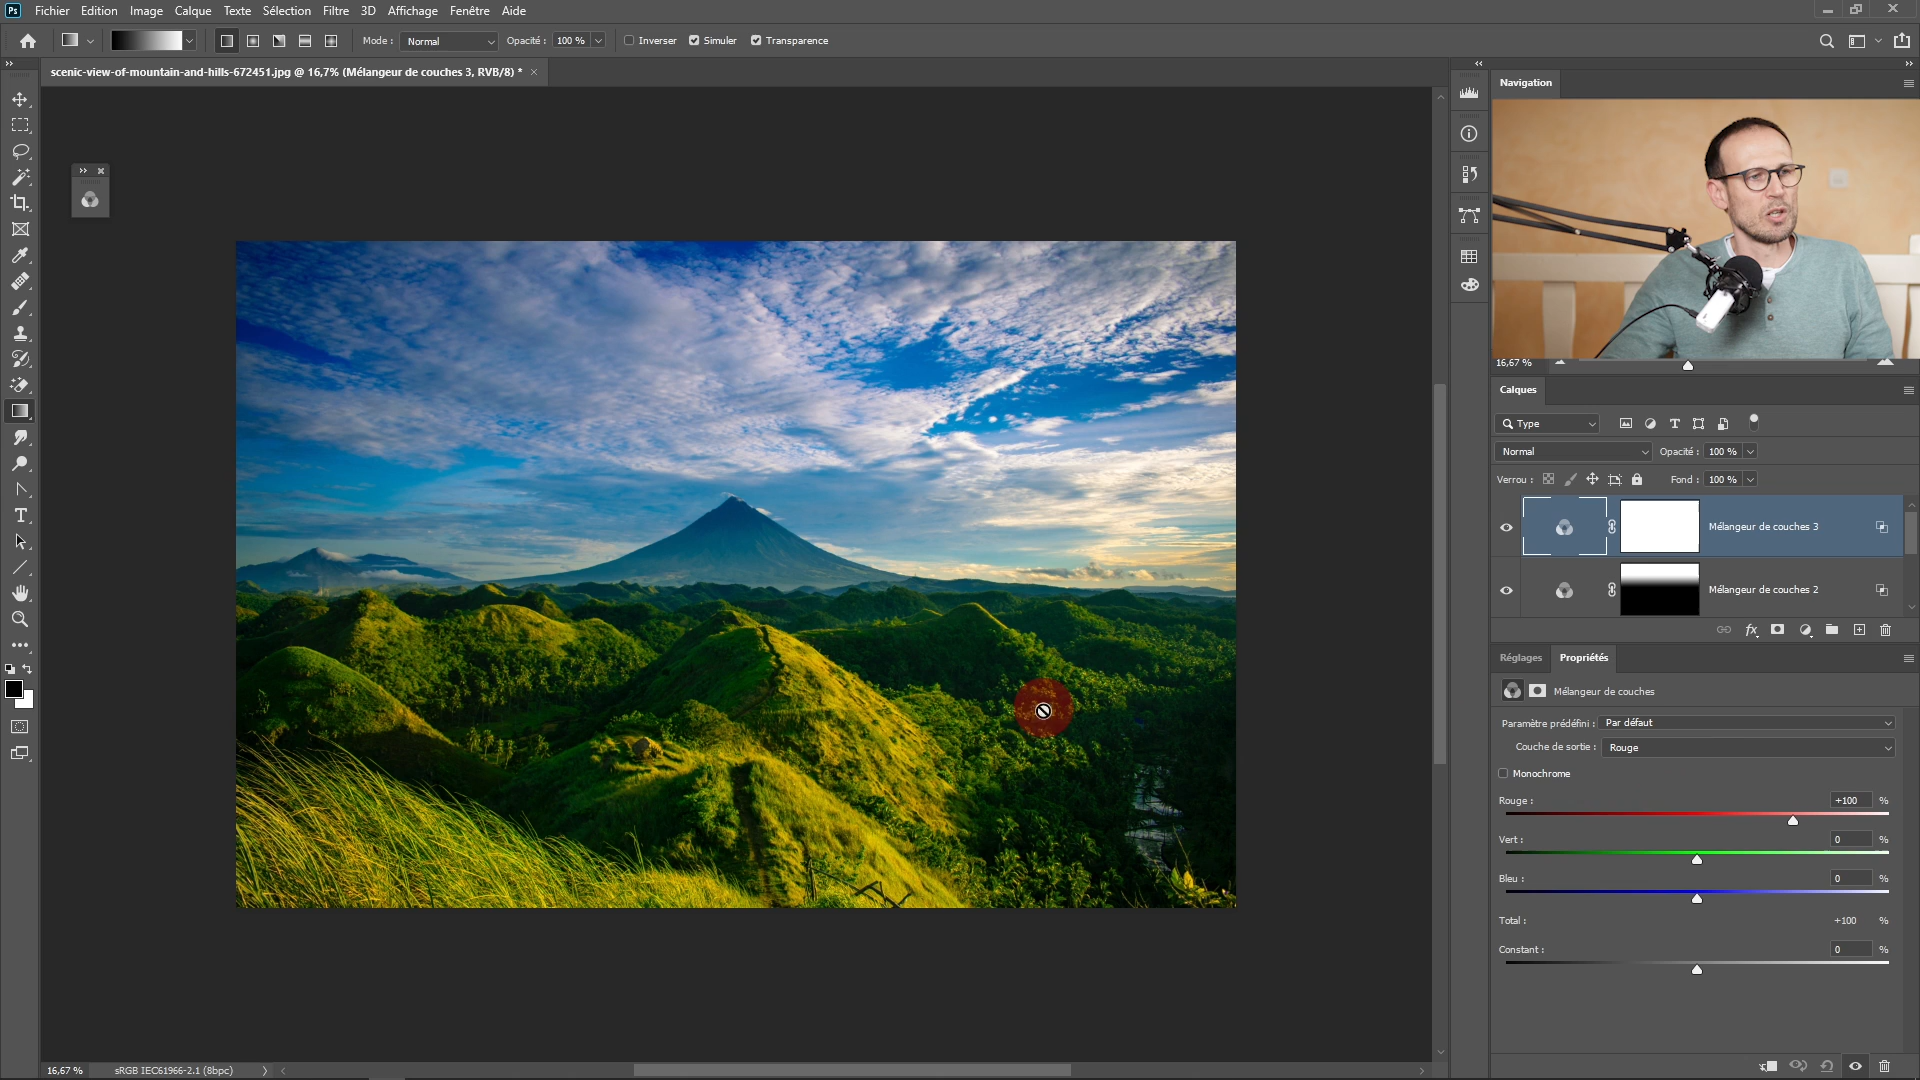 Ps Fichier Edition Image Calque Texte Sélection Filtre 3D Affichage Fenêtre Aide
Mode : Normal Opacité : 100 % Inverser Simuler Transparence
scenic-view-of-mountain-and-hills-672451.jpg @ 16,7% (Mélangeur de couches 3, RVB/8) *
Navigation
16,67 %
Calques
Type
Normal Opacité : 100 %
Verrou : Fond : 100 %
Mélangeur de couches 3
Mélangeur de couches 2
fx
Réglages Propriétés
Mélangeur de couches
Paramètre prédéfini : Par défaut
Couche de sortie : Rouge
Monochrome
Rouge : +100 %
Vert : 0 %
Bleu : 0 %
Total : +100 %
Constant : 0 %
16,67 % sRGB IEC61966-2.1 (8bpc)